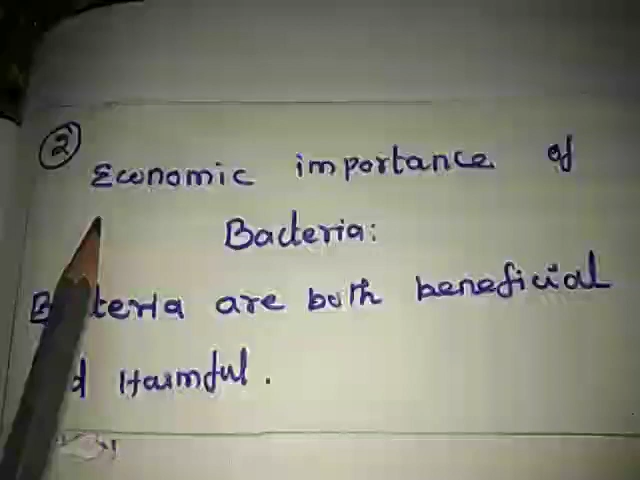 2
Economic importance of
Bacteria:
Bacteria are both beneficial
Harmful.